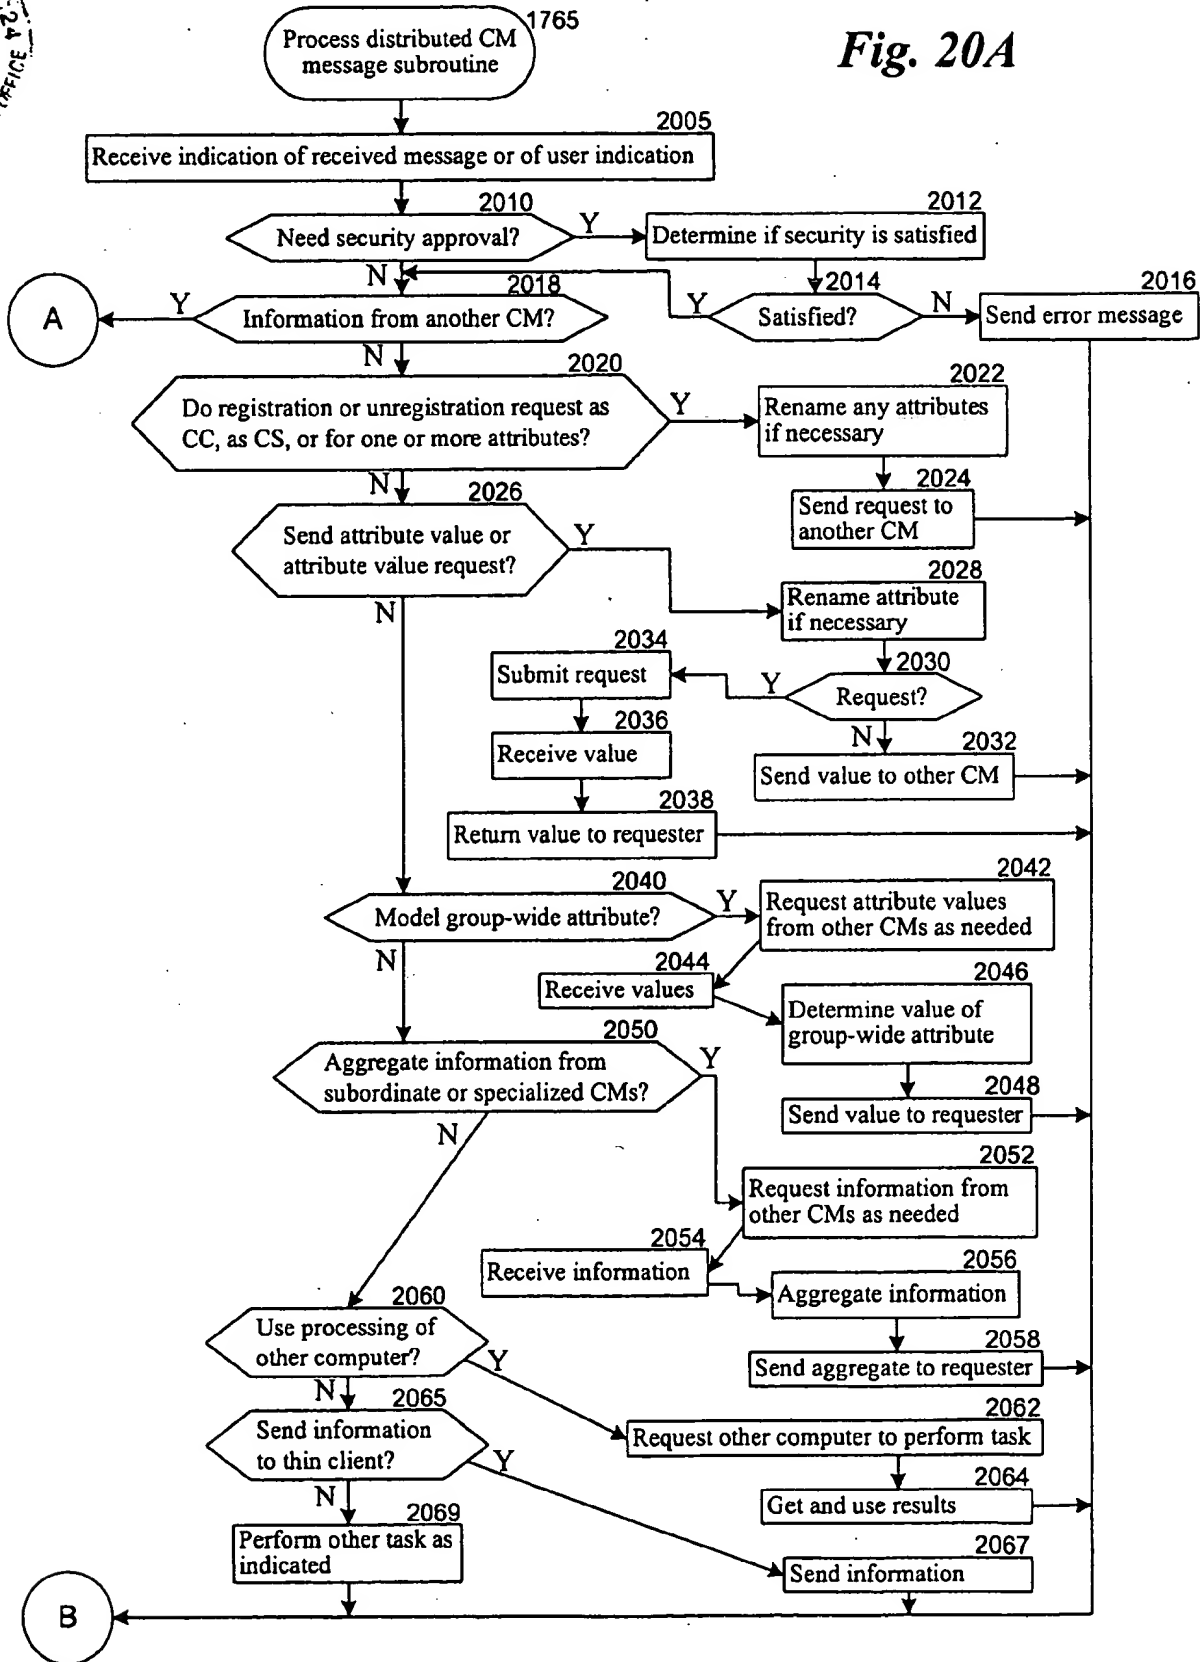 24
OFFICE
Fig. 20A
1765
Process distributed CM
message subroutine
2005
Receive indication of received message or of user indication
2010
Need security approval?
Y
N
2012
Determine if security is satisfied
2014
Satisfied?
Y
N
2016
Send error message
2018
Information from another CM?
Y
N
A
2020
Do registration or unregistration request as
CC, as CS, or for one or more attributes?
Y
N
2022
Rename any attributes
if necessary
2024
Send request to
another CM
2026
Send attribute value or
attribute value request?
Y
N
2028
Rename attribute
if necessary
2030
Request?
Y
N
2034
Submit request
2036
Receive value
2032
Send value to other CM
2038
Return value to requester
2040
Model group-wide attribute?
Y
N
2042
Request attribute values
from other CMs as needed
2044
Receive values
2046
Determine value of
group-wide attribute
2048
Send value to requester
2050
Aggregate information from
subordinate or specialized CMs?
Y
N
2052
Request information from
other CMs as needed
2054
Receive information
2056
Aggregate information
2058
Send aggregate to requester
2060
Use processing of
other computer?
Y
N
2062
Request other computer to perform task
2064
Get and use results
2065
Send information
to thin client?
Y
N
2067
Send information
2069
Perform other task as
indicated
B